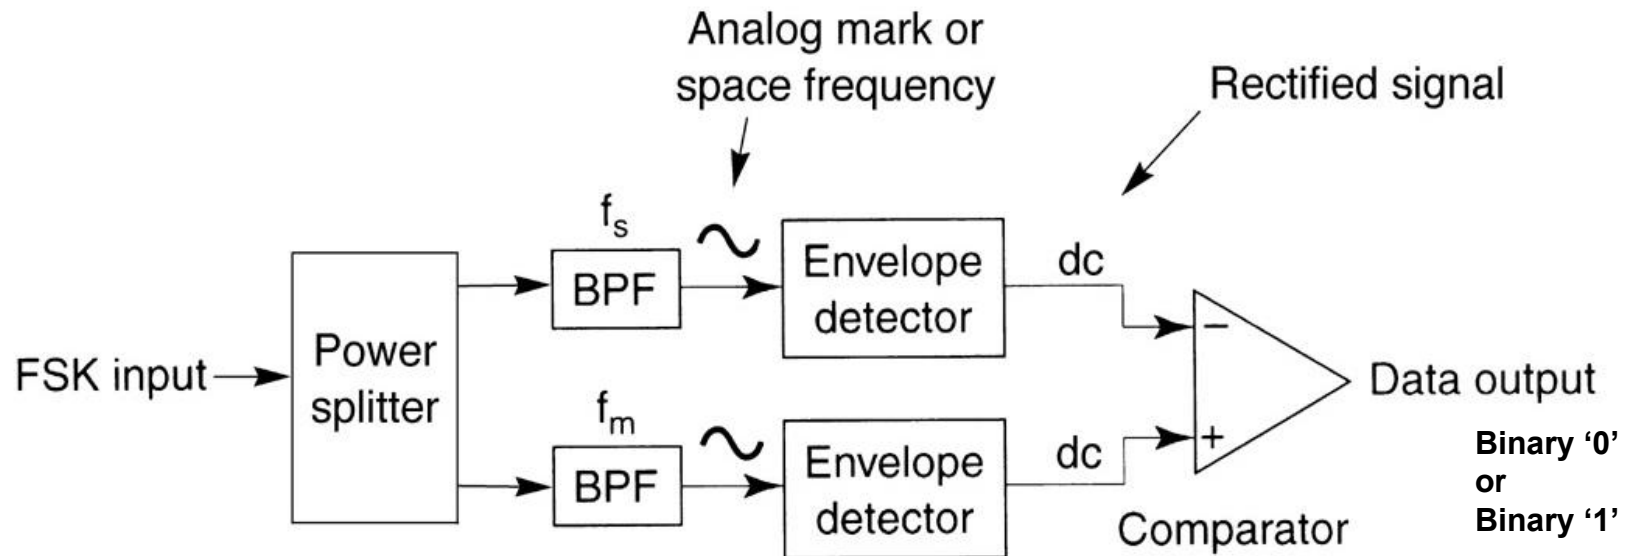 Analog mark or
space frequency
Rectified signal
fₛ
BPF
Envelope
detector
dc
−
FSK input
Power
splitter
Data output
fₘ
BPF
Envelope
detector
dc
+
Comparator
Binary ‘0’
or
Binary ‘1’